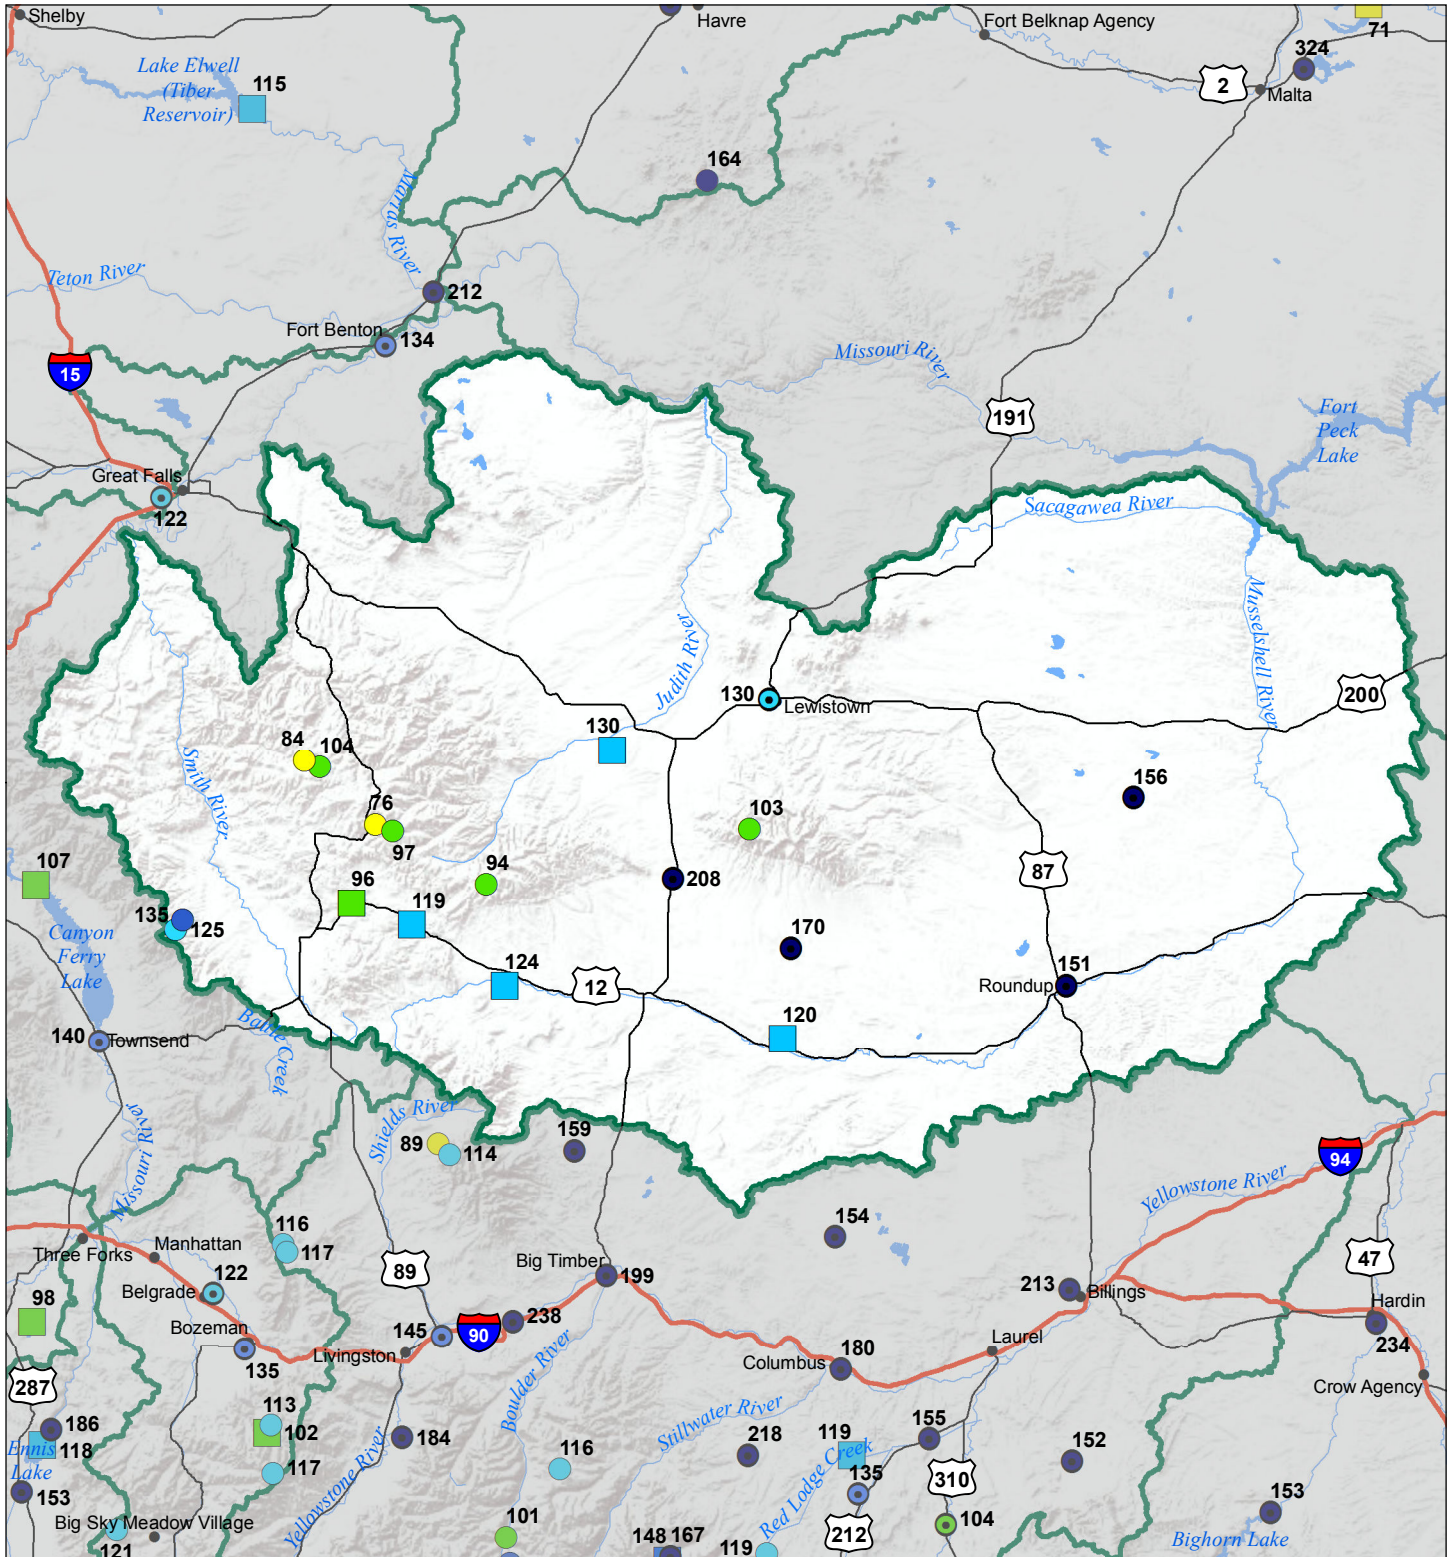 Shelby
Havre
Fort Belknap Agency
71
324
Lake Elwell
(Tiber
Reservoir)
115
2
Malta
164
Marias River
Teton River
212
Fort Benton
134
Missouri River
15
191
Fort
Peck
Lake
Great Falls
122
Sacagawea River
Musselshell River
Judith River
130
Lewistown
200
130
84
104
Smith River
156
76
97
103
107
94
87
96
208
119
135
125
Canyon
Ferry
Lake
170
124
12
151
Roundup
120
Battle Creek
140
Townsend
Missouri River
Shields River
89
114
159
94
Yellowstone River
154
116
117
Three Forks
Manhattan
89
Big Timber
199
47
122
Belgrade
213
Billings
98
238
Hardin
Bozeman
145
90
234
135
Livingston
Laurel
Columbus
180
287
Boulder River
Crow Agency
113
102
Stillwater River
186
118
Ennis
Lake
184
155
119
218
116
152
117
Red Lodge Creek
310
135
153
153
Yellowstone River
101
104
Big Sky
Meadow Village
212
121
148
167
119
Bighorn Lake